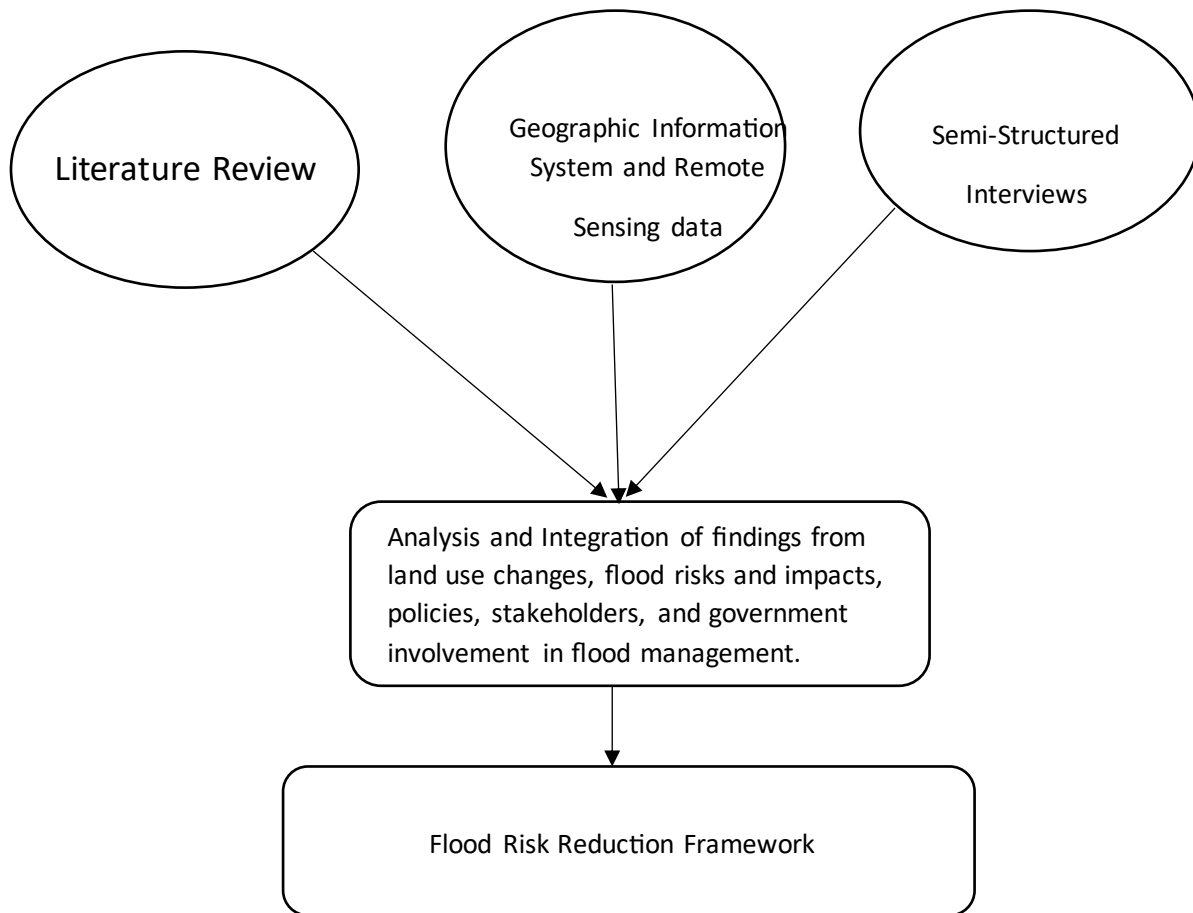 Literature Review
Geographic Information
System and Remote
Sensing data
Semi-Structured
Interviews
Analysis and Integration of findings from
land use changes, flood risks and impacts,
policies, stakeholders, and government
involvement in flood management.
Flood Risk Reduction Framework